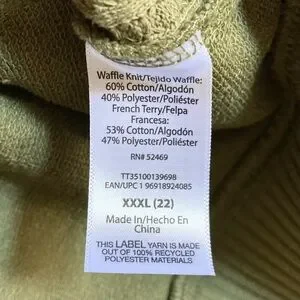 Waffle Knit/Tejido Waffle:
60% Cotton/Algodón
40% Polyester/Poliéster
French Terry/Felpa
Francesa:
53% Cotton/Algodón
47% Polyester/Poliéster
RN# 52469
TT35100139698
EAN/UPC 1 96918924085
XXXL (22)
Made in/Hecho En
China
THIS LABEL YARN IS MADE
OUT OF 100% RECYCLED
POLYESTER MATERIALS